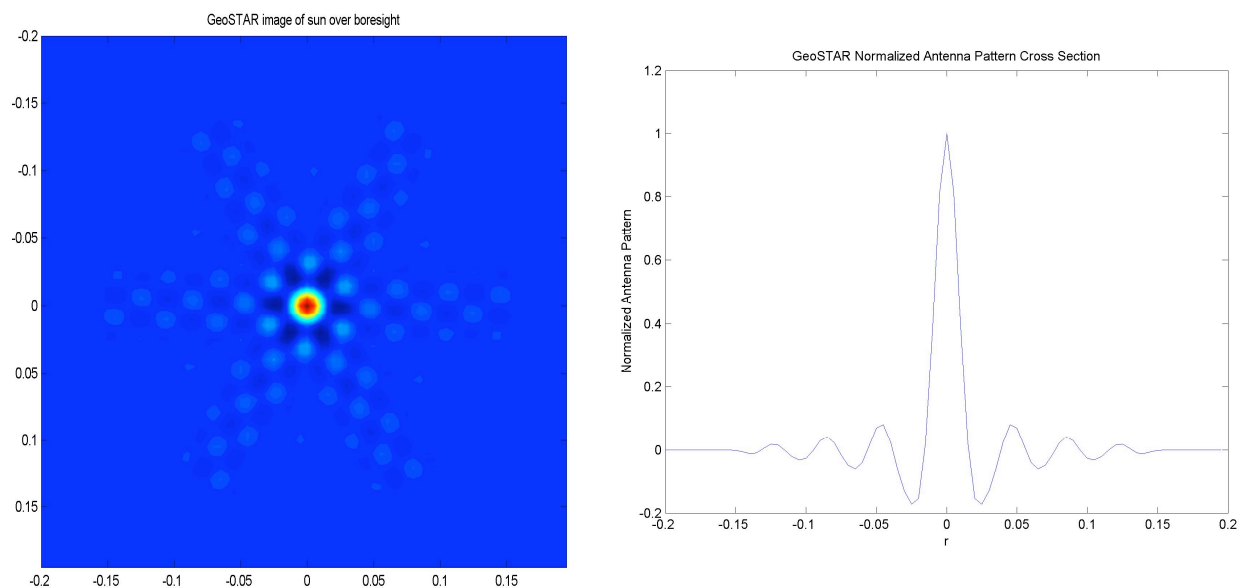 GeoSTAR image of sun over boresight
-0.2
-0.15
-0.1
-0.05
0
0.05
0.1
0.15
-0.2 -0.15 -0.1 -0.05 0 0.05 0.1 0.15
GeoSTAR Normalized Antenna Pattern Cross Section
Normalized Antenna Pattern
1.2
1
0.8
0.6
0.4
0.2
0
-0.2
-0.2 -0.15 -0.1 -0.05 0 0.05 0.1 0.15 0.2
r